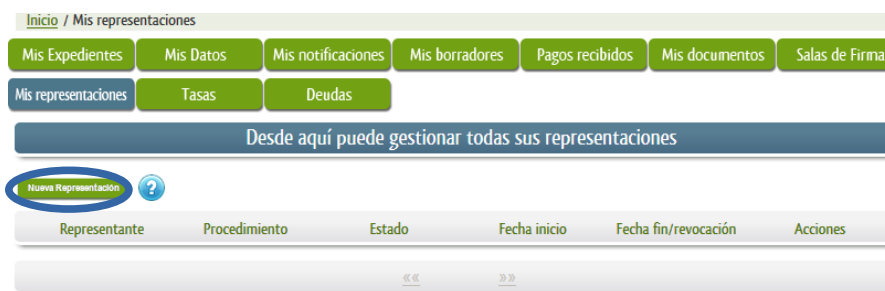 Inicio / Mis representaciones
Mis Expedientes Mis Datos Mis notificaciones Mis borradores Pagos recibidos Mis documentos Salas de Firma
Mis representaciones Tasas Deudas
Desde aquí puede gestionar todas sus representaciones
Nueva Representación ?
Representante Procedimiento Estado Fecha inicio Fecha fin/revocación Acciones
<< >>